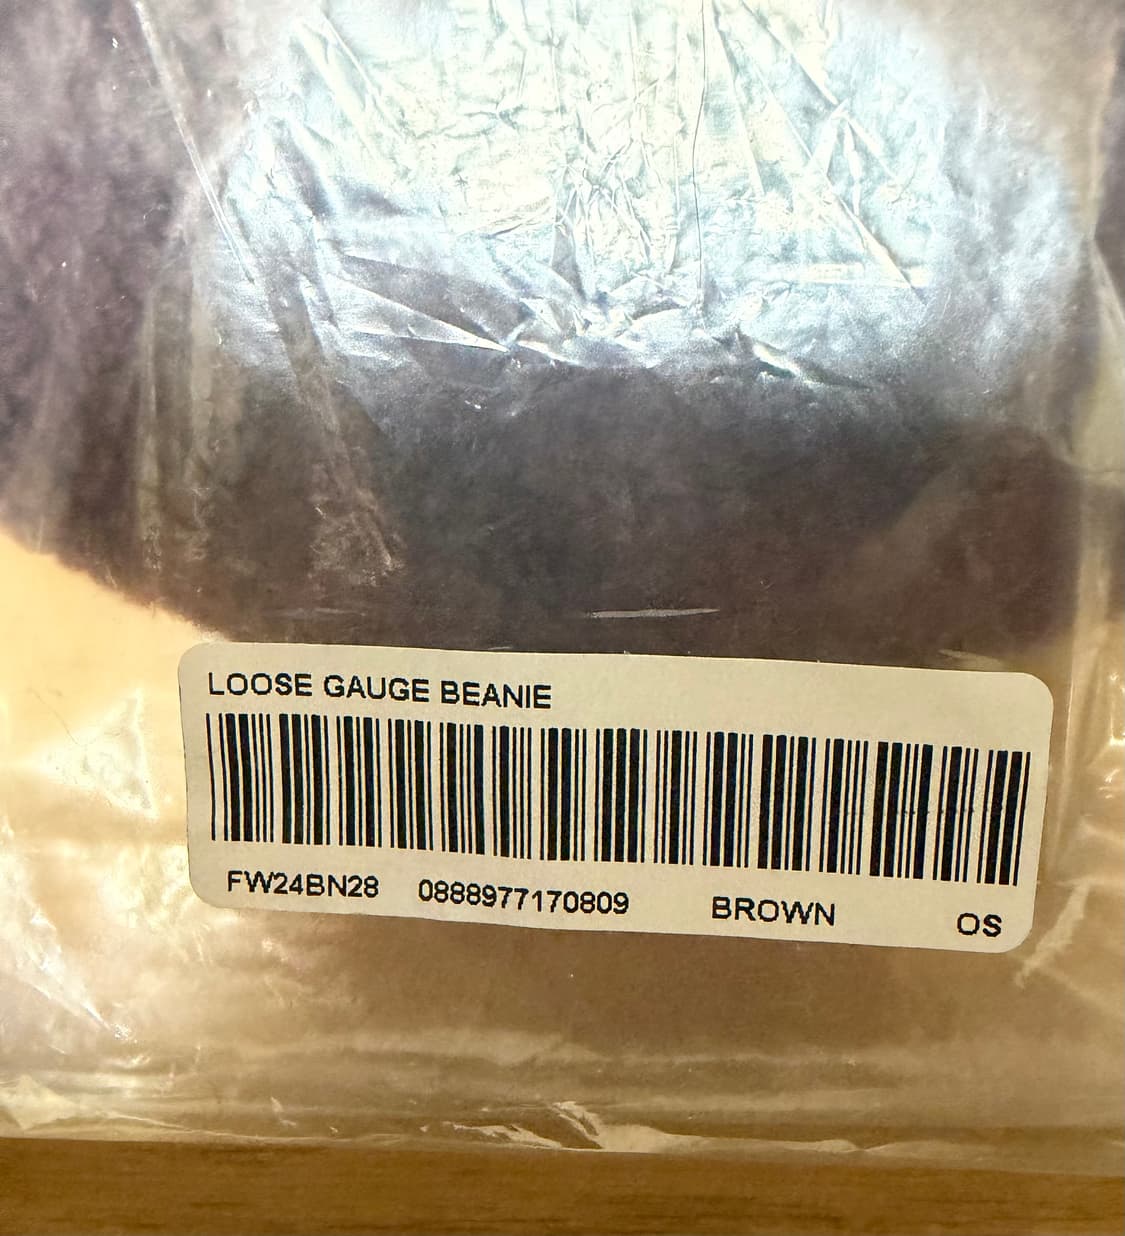 LOOSE GAUGE BEANIE
FW24BN28 0888977170809 BROWN OS